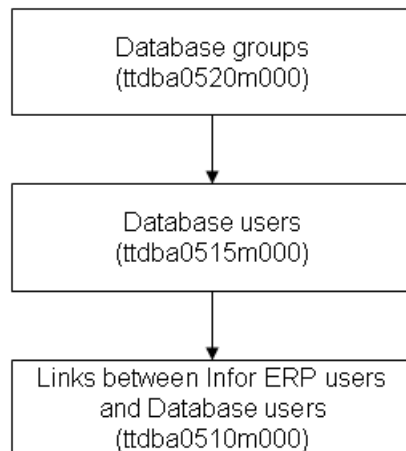 Database groups
(ttdba0520m000)
Database users
(ttdba0515m000)
Links between Infor ERP users
and Database users
(ttdba0510m000)